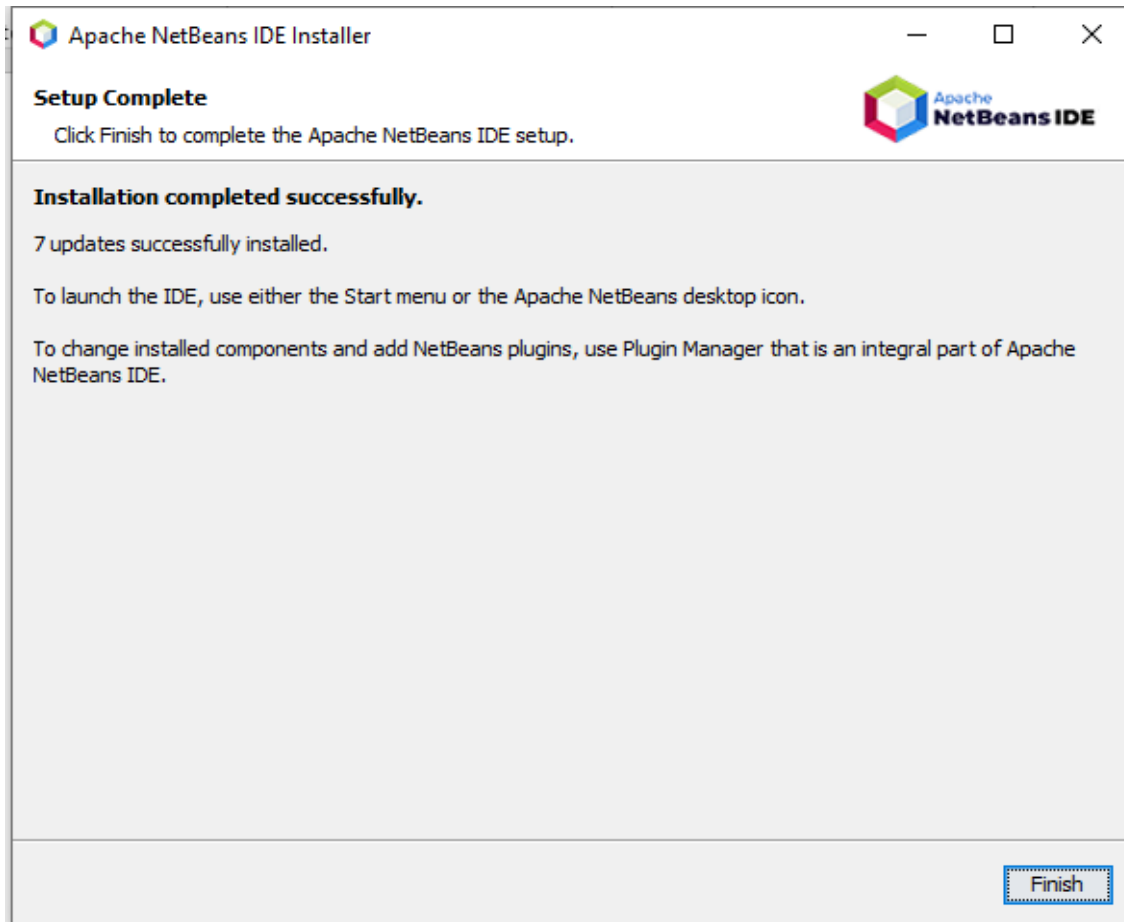 Apache NetBeans IDE Installer
Setup Complete
Click Finish to complete the Apache NetBeans IDE setup.
Apache
NetBeans IDE
Installation completed successfully.
7 updates successfully installed.
To launch the IDE, use either the Start menu or the Apache NetBeans desktop icon.
To change installed components and add NetBeans plugins, use Plugin Manager that is an integral part of Apache
NetBeans IDE.
Finish